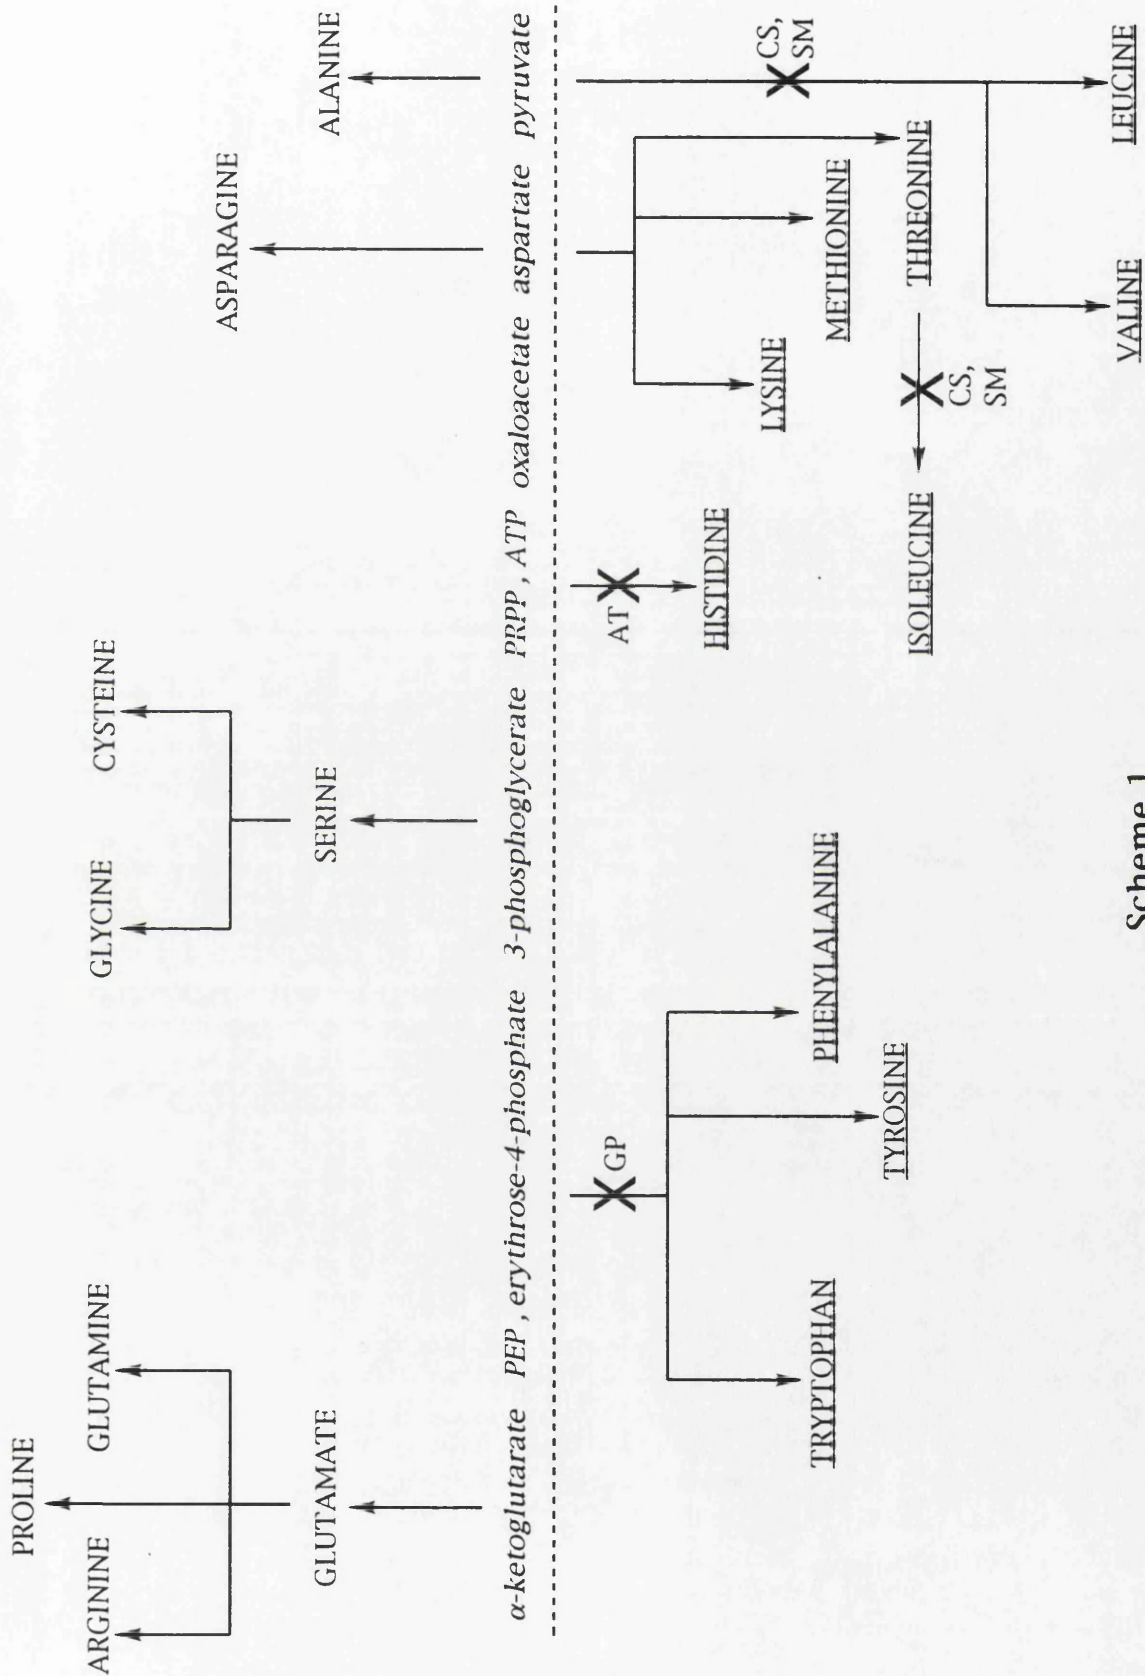 PROLINE
ARGININE
GLUTAMINE
GLYCINE
CYSTEINE
ASPARAGINE
GLUTAMATE
SERINE
ALANINE
α-ketoglutarate PEP, erythrose-4-phosphate 3-phosphoglycerate PRPP, ATP oxaloacetate aspartate pyruvate
GP
AT
HISTIDINE
LYSINE
CS,
SM
TRYPTOPHAN
PHENYLALANINE
METHIONINE
TYROSINE
ISOLEUCINE
THREONINE
CS,
SM
VALINE
LEUCINE
Scheme 1